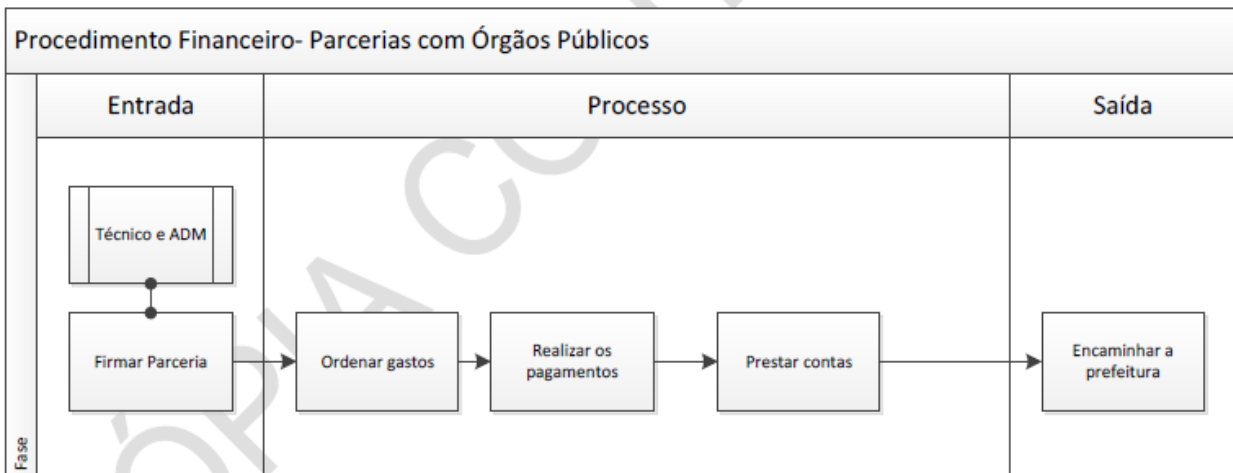 Procedimento Financeiro- Parcerias com Órgãos Públicos
Entrada
Processo
Saída
Técnico e ADM
Firmar Parceria
Ordenar gastos
Realizar os
pagamentos
Prestar contas
Encaminhar a
prefeitura
Fase